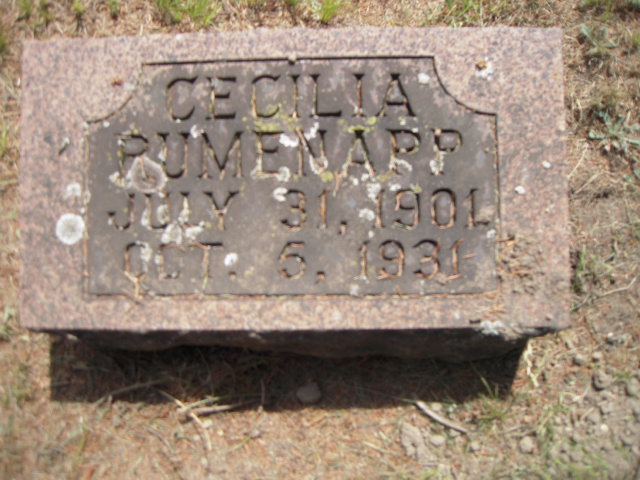 CECILIA
RUMENAPP
JULY 31, 1901
OCT. 6, 1931